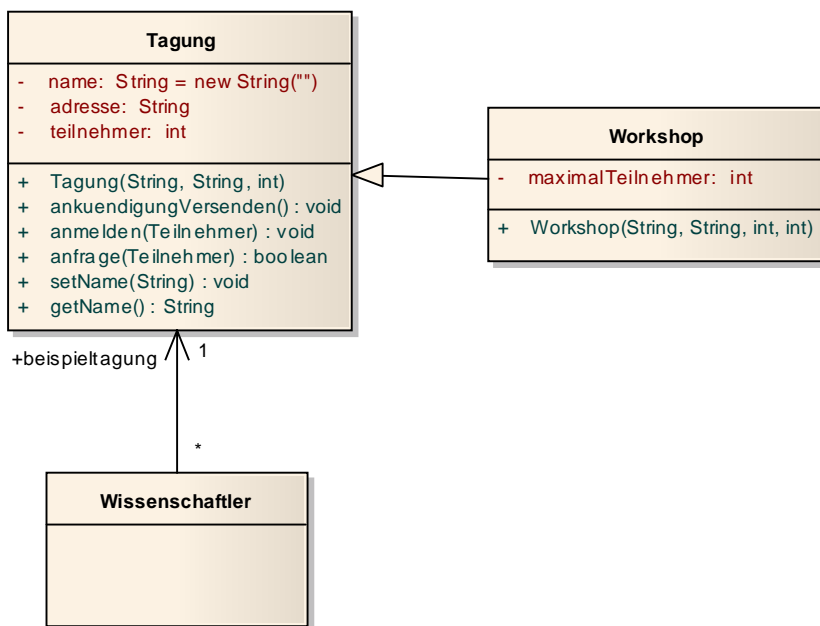 Tagung
- name: String = new String("")
- adresse: String
- teilnehmer: int
+ Tagung(String, String, int)
+ ankuendigungVersenden() : void
+ anmelden(Teilnehmer) : void
+ anfrage(Teilnehmer) : boolean
+ setName(String) : void
+ getName() : String
Workshop
- maximalTeilnehmer: int
+ Workshop(String, String, int, int)
+beispieltagung
1
*
Wissenschaftler